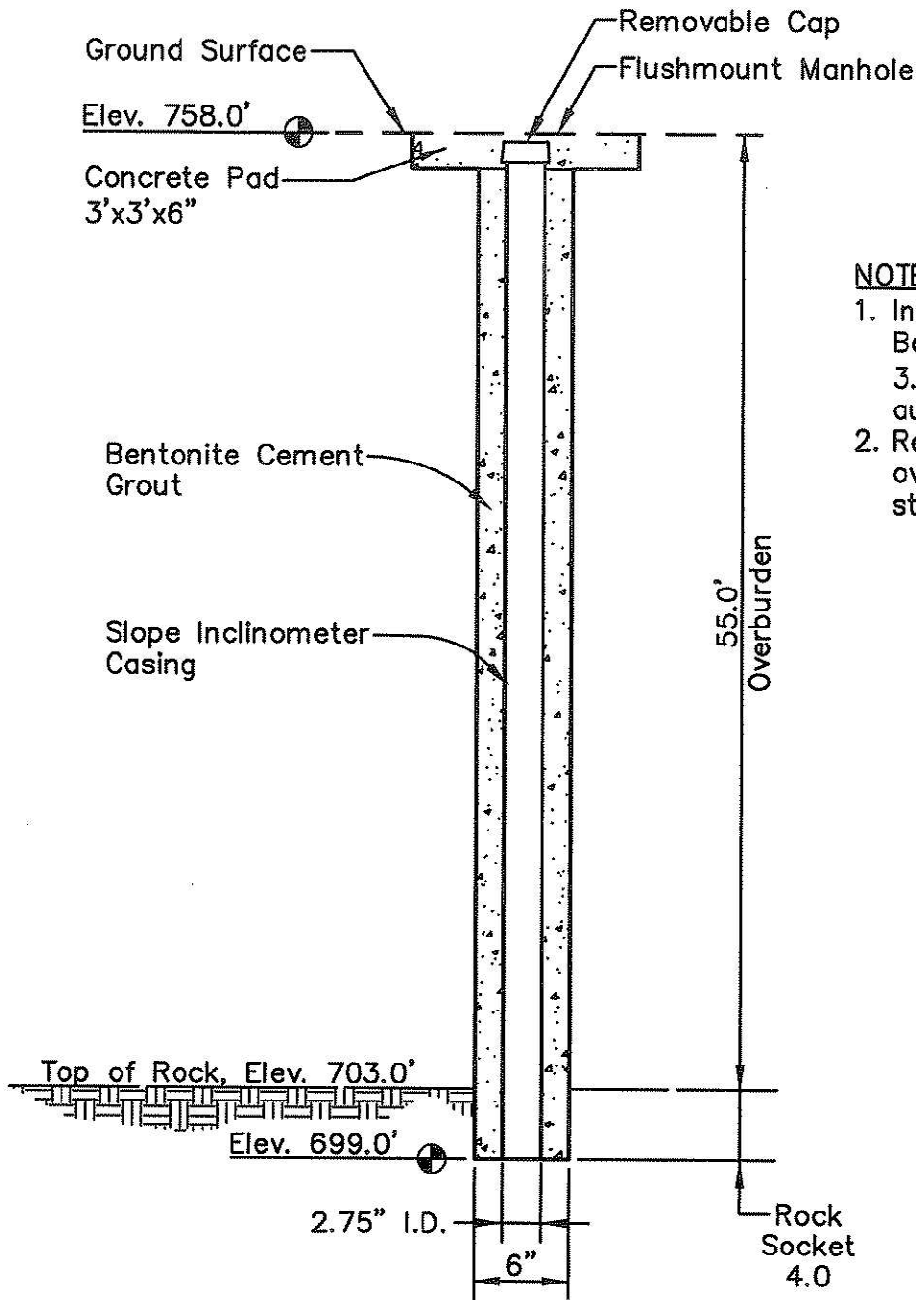 Removable Cap
Ground Surface
Flushmount Manhole
Elev. 758.0'
Concrete Pad
3'x3'x6"
NOTE
1. In
Be
3.
au
2. Re
ov
st
Bentonite Cement
Grout
55.0'
Overburden
Slope Inclinometer
Casing
Top of Rock, Elev. 703.0'
Elev. 699.0'
2.75" I.D.
6"
Rock
Socket
4.0